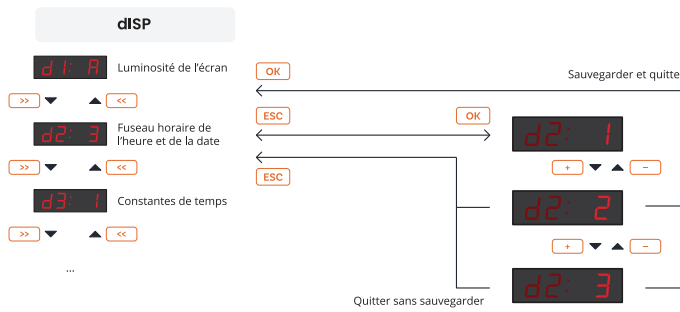 dISP
d1: A
Luminosité de l'écran
OK
Sauvegarder et quitte
>>
<<
ESC
OK
d2: 3
Fuseau horaire de
l'heure et de la date
d2: 1
>>
<<
ESC
+
−
d3: 1
Constantes de temps
d2: 2
>>
<<
+
−
...
d2: 3
Quitter sans sauvegarder